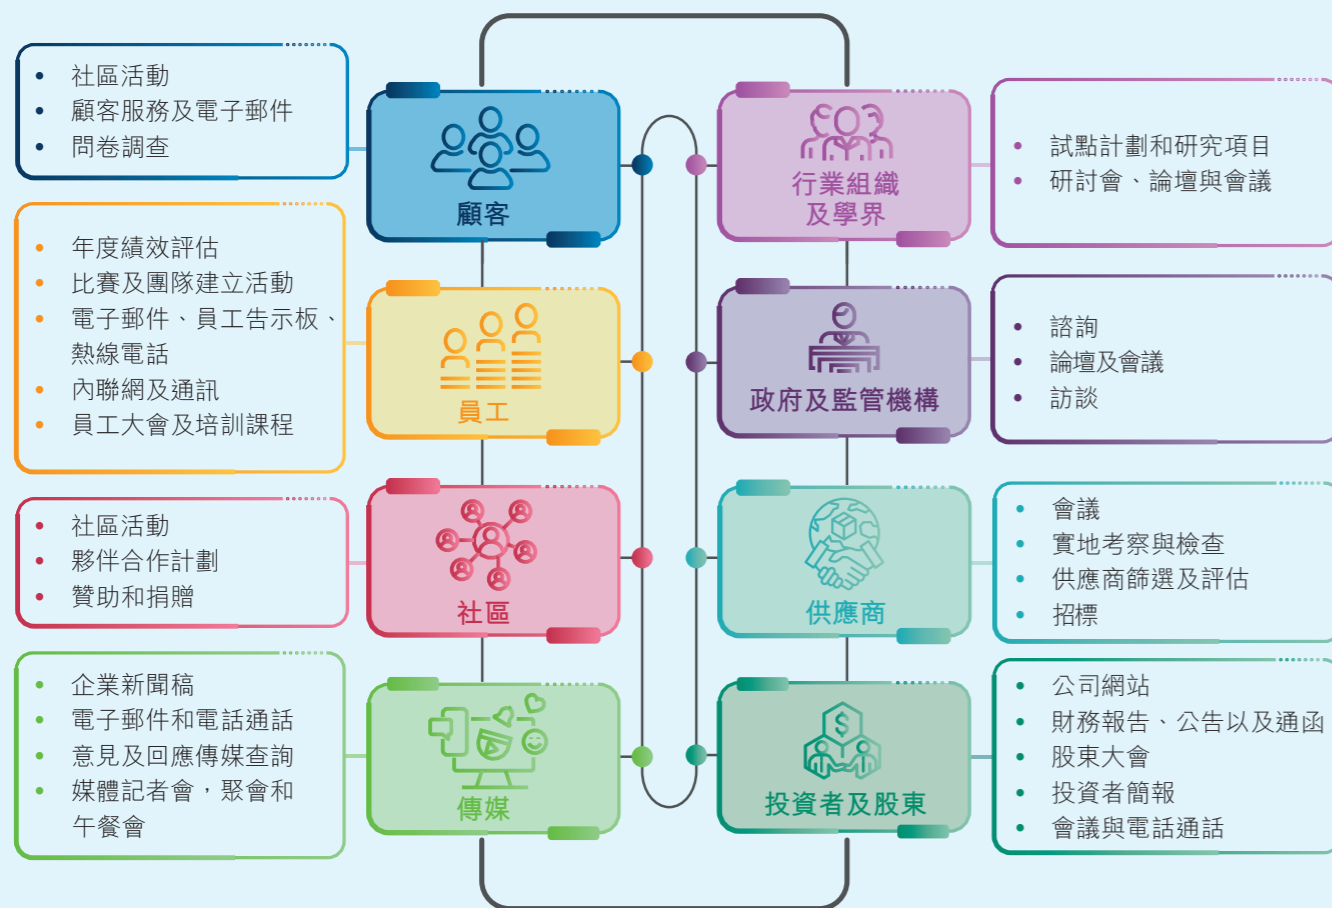 社區活動
顧客服務及電子郵件
問卷調查
顧客
年度績效評估
比賽及團隊建立活動
電子郵件、員工告示板、
熱線電話
內聯網及通訊
員工大會及培訓課程
員工
社區活動
夥伴合作計劃
贊助和捐贈
社區
企業新聞稿
電子郵件和電話通話
意見及回應傳媒查詢
媒體記者會，聚會和
午餐會
傳媒
行業組織
及學界
試點計劃和研究項目
研討會、論壇與會議
政府及監管機構
諮詢
論壇及會議
訪談
供應商
會議
實地考察與檢查
供應商篩選及評估
招標
投資者及股東
公司網站
財務報告、公告以及通函
股東大會
投資者簡報
會議與電話通話